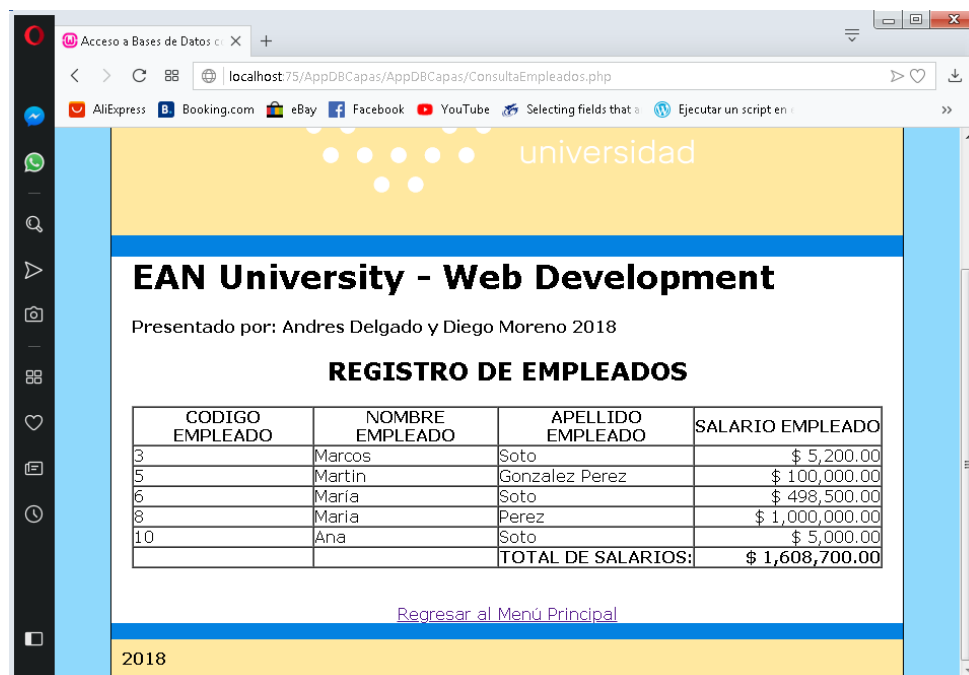 Acceso a Bases de Datos c
localhost:75/AppDBCapas/AppDBCapas/ConsultaEmpleados.php
AliExpress B. Booking.com eBay Facebook YouTube Selecting fields that a Ejecutar un script en
universidad
EAN University - Web Development
Presentado por: Andres Delgado y Diego Moreno 2018
REGISTRO DE EMPLEADOS
CODIGO EMPLEADO NOMBRE EMPLEADO APELLIDO EMPLEADO SALARIO EMPLEADO
3 Marcos Soto $ 5,200.00
5 Martin Gonzalez Perez $ 100,000.00
6 María Soto $ 498,500.00
8 Maria Perez $ 1,000,000.00
10 Ana Soto $ 5,000.00
TOTAL DE SALARIOS: $ 1,608,700.00
Regresar al Menú Principal
2018